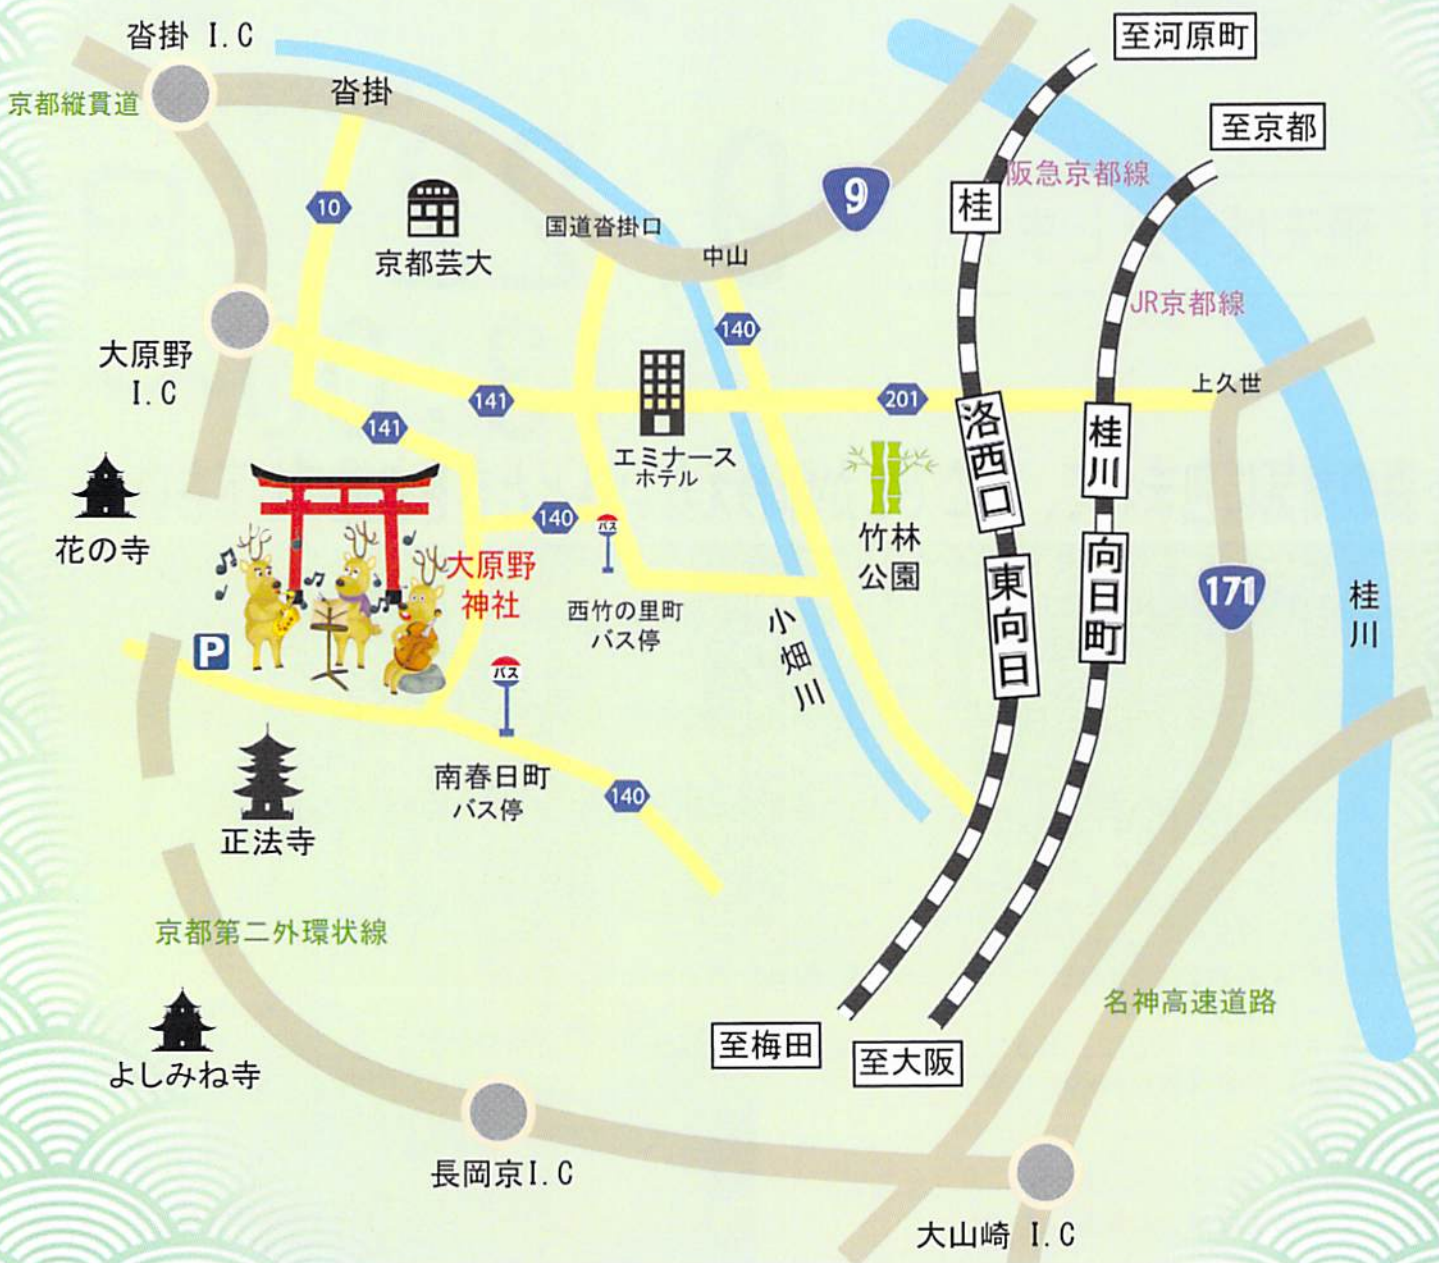 沓掛 I.C
至河原町
京都縦貫道
沓掛
至京都
阪急京都線
9
桂
10
国道沓掛口
中山
京都芸大
JR京都線
140
大原野
I.C
上久世
141
201
141
洛西口
桂川
エミナース
ホテル
140
バス
竹林
公園
花の寺
大原野
神社
向日町
東向日
171
桂川
西竹の里町
バス停
小畑川
P
バス
南春日町
バス停
140
正法寺
京都第二外環状線
名神高速道路
至梅田
至大阪
よしみね寺
長岡京I.C
大山崎 I.C